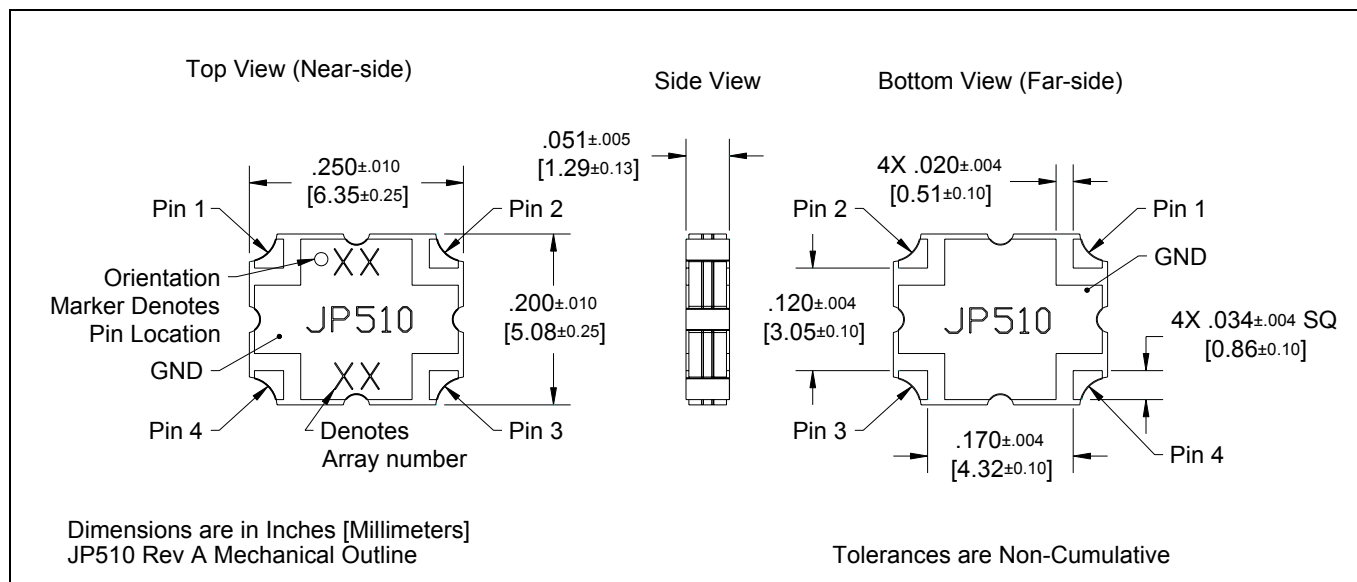 Top View (Near-side)
Side View
Bottom View (Far-side)
.250±.010
[6.35±0.25]
.051±.005
[1.29±0.13]
4X .020±.004
[0.51±0.10]
Pin 1
Pin 2
Pin 2
Pin 1
Orientation
Marker Denotes
Pin Location
GND
XX
JP510
XX
.200±.010
[5.08±0.25]
.120±.004
[3.05±0.10]
JP510
GND
4X .034±.004 SQ
[0.86±0.10]
Pin 4
Denotes
Array number
Pin 3
Pin 3
.170±.004
[4.32±0.10]
Pin 4
Dimensions are in Inches [Millimeters]
JP510 Rev A Mechanical Outline
Tolerances are Non-Cumulative